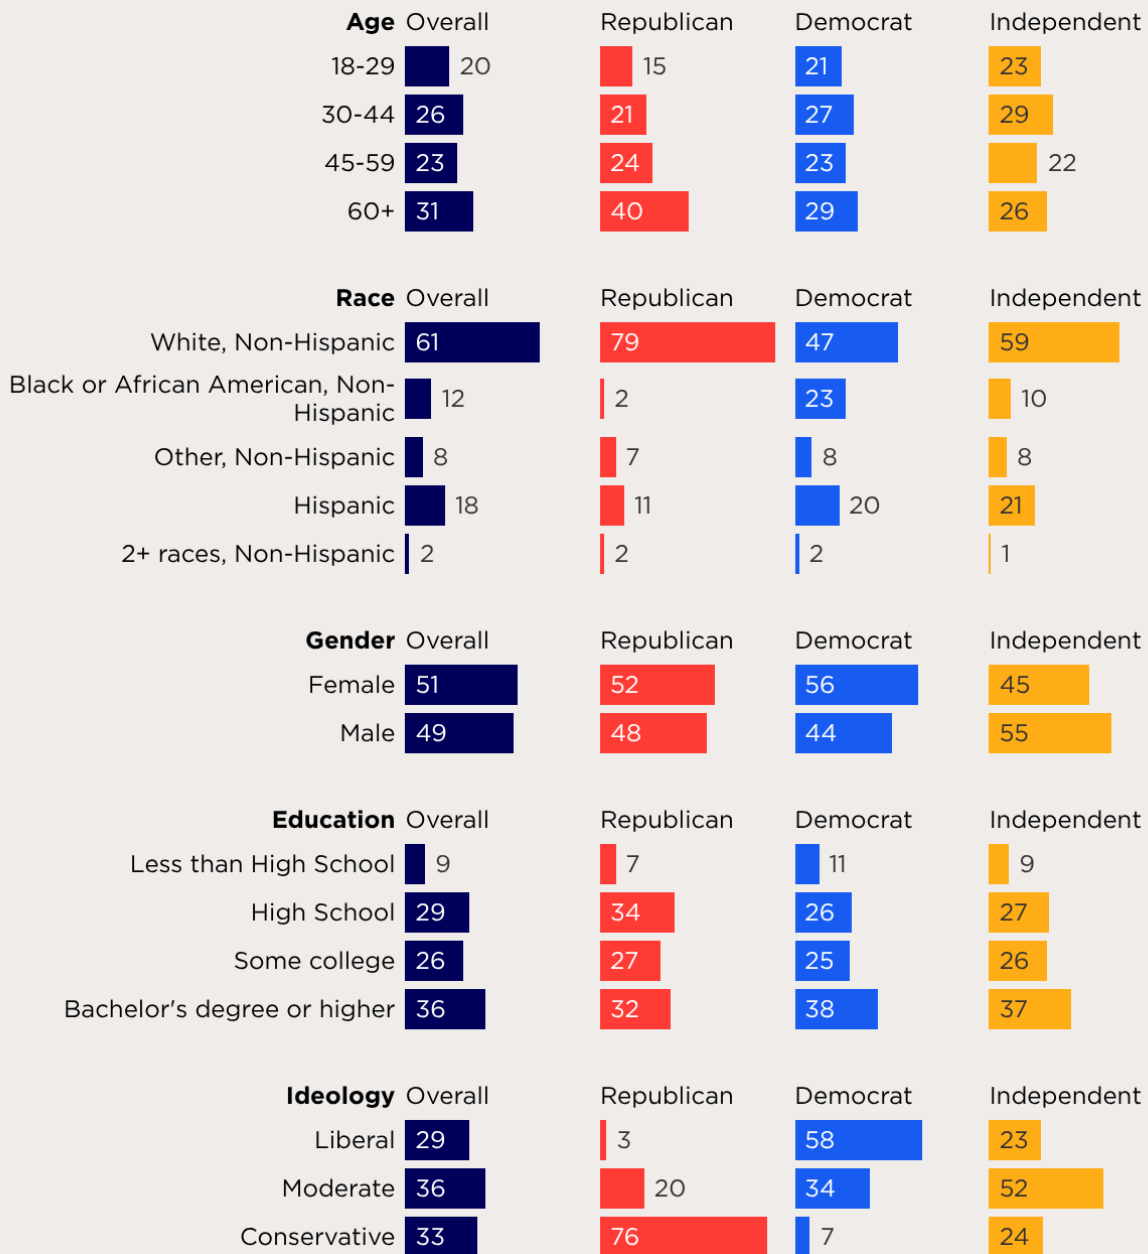 Age Overall Republican Democrat Independent
18-29 20 15 21 23
30-44 26 21 27 29
45-59 23 24 23 22
60+ 31 40 29 26
Race Overall Republican Democrat Independent
White, Non-Hispanic 61 79 47 59
Black or African American, Non-
Hispanic 12 2 23 10
Other, Non-Hispanic 8 7 8 8
Hispanic 18 11 20 21
2+ races, Non-Hispanic 2 2 2 1
Gender Overall Republican Democrat Independent
Female 51 52 56 45
Male 49 48 44 55
Education Overall Republican Democrat Independent
Less than High School 9 7 11 9
High School 29 34 26 27
Some college 26 27 25 26
Bachelor's degree or higher 36 32 38 37
Ideology Overall Republican Democrat Independent
Liberal 29 3 58 23
Moderate 36 20 34 52
Conservative 33 76 7 24